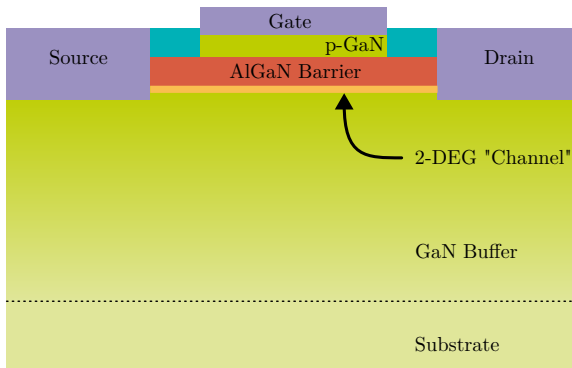 Gate
p-GaN
Source
AlGaN Barrier
Drain
2-DEG "Channel"
GaN Buffer
Substrate